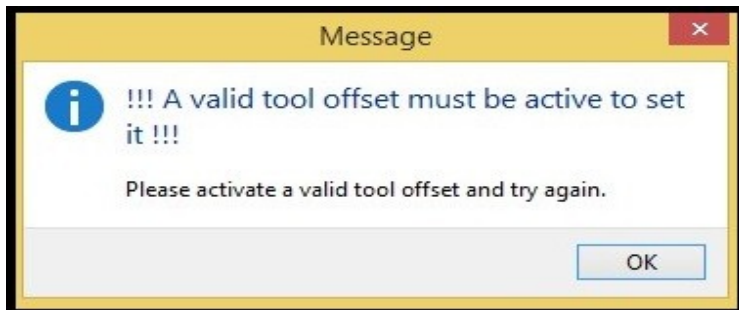 Message
!!! A valid tool offset must be active to set
it !!!
Please activate a valid tool offset and try again.
OK